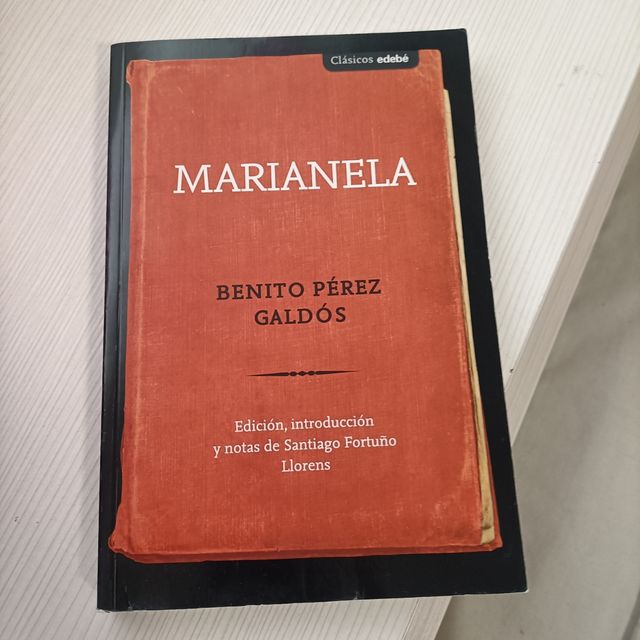 Clásicos edebé
MARIANELA
BENITO PÉREZ
GALDÓS
Edición, introducción
y notas de Santiago Fortuño
Llorens